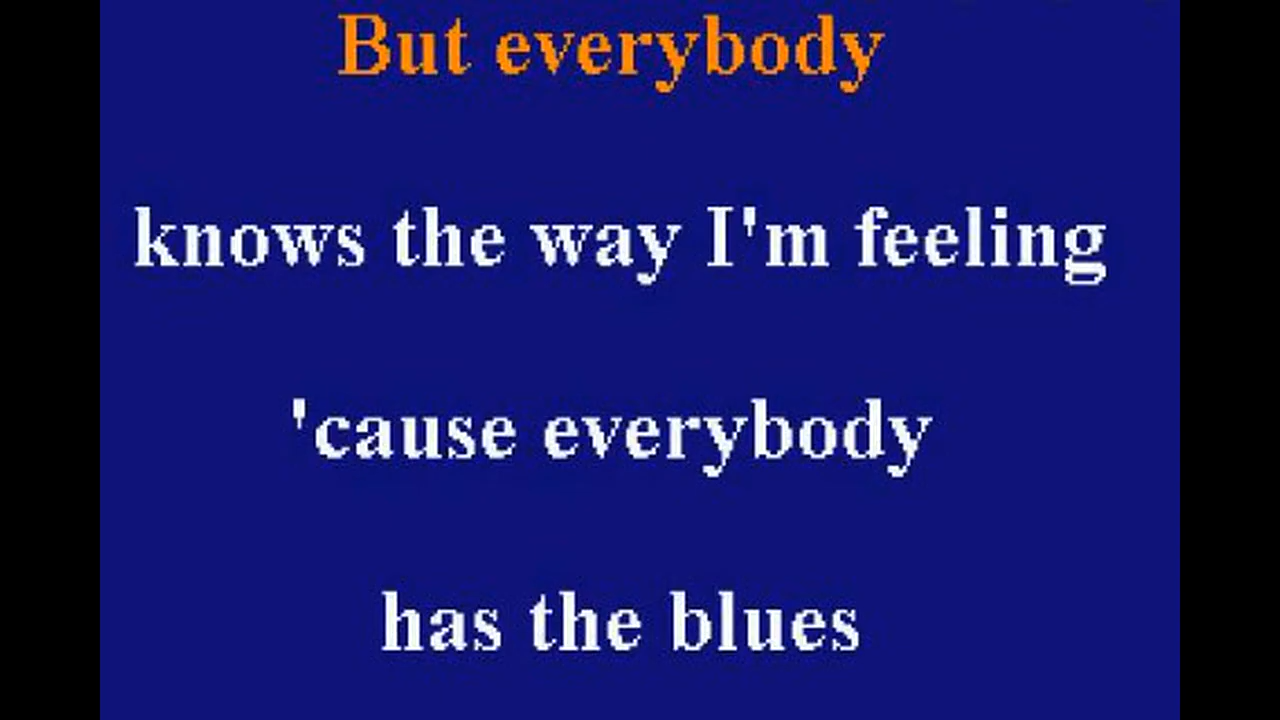 But everybody
knows the way I'm feeling
'cause everybody
has the blues